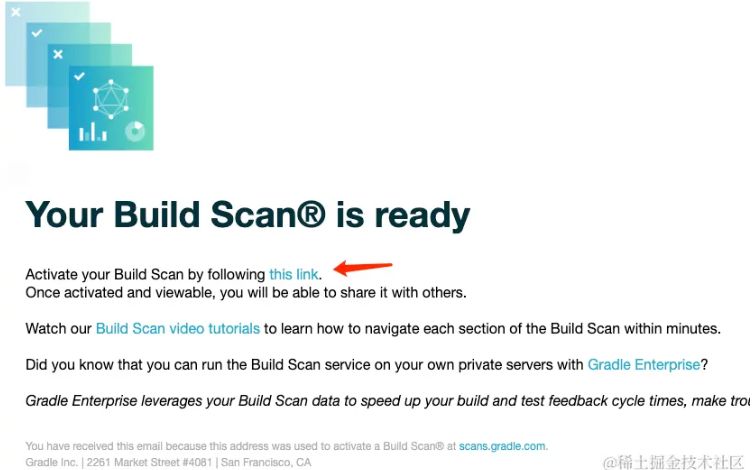 Your Build Scan® is ready
Activate your Build Scan by following this link.
Once activated and viewable, you will be able to share it with others.
Watch our Build Scan video tutorials to learn how to navigate each section of the Build Scan within minutes.
Did you know that you can run the Build Scan service on your own private servers with Gradle Enterprise?
Gradle Enterprise leverages your Build Scan data to speed up your build and test feedback cycle times, make trou
You have received this email because this address was used to activate a Build Scan® at scans.gradle.com.
Gradle Inc. | 2261 Market Street #4081 | San Francisco, CA
@稀土掘金技术社区